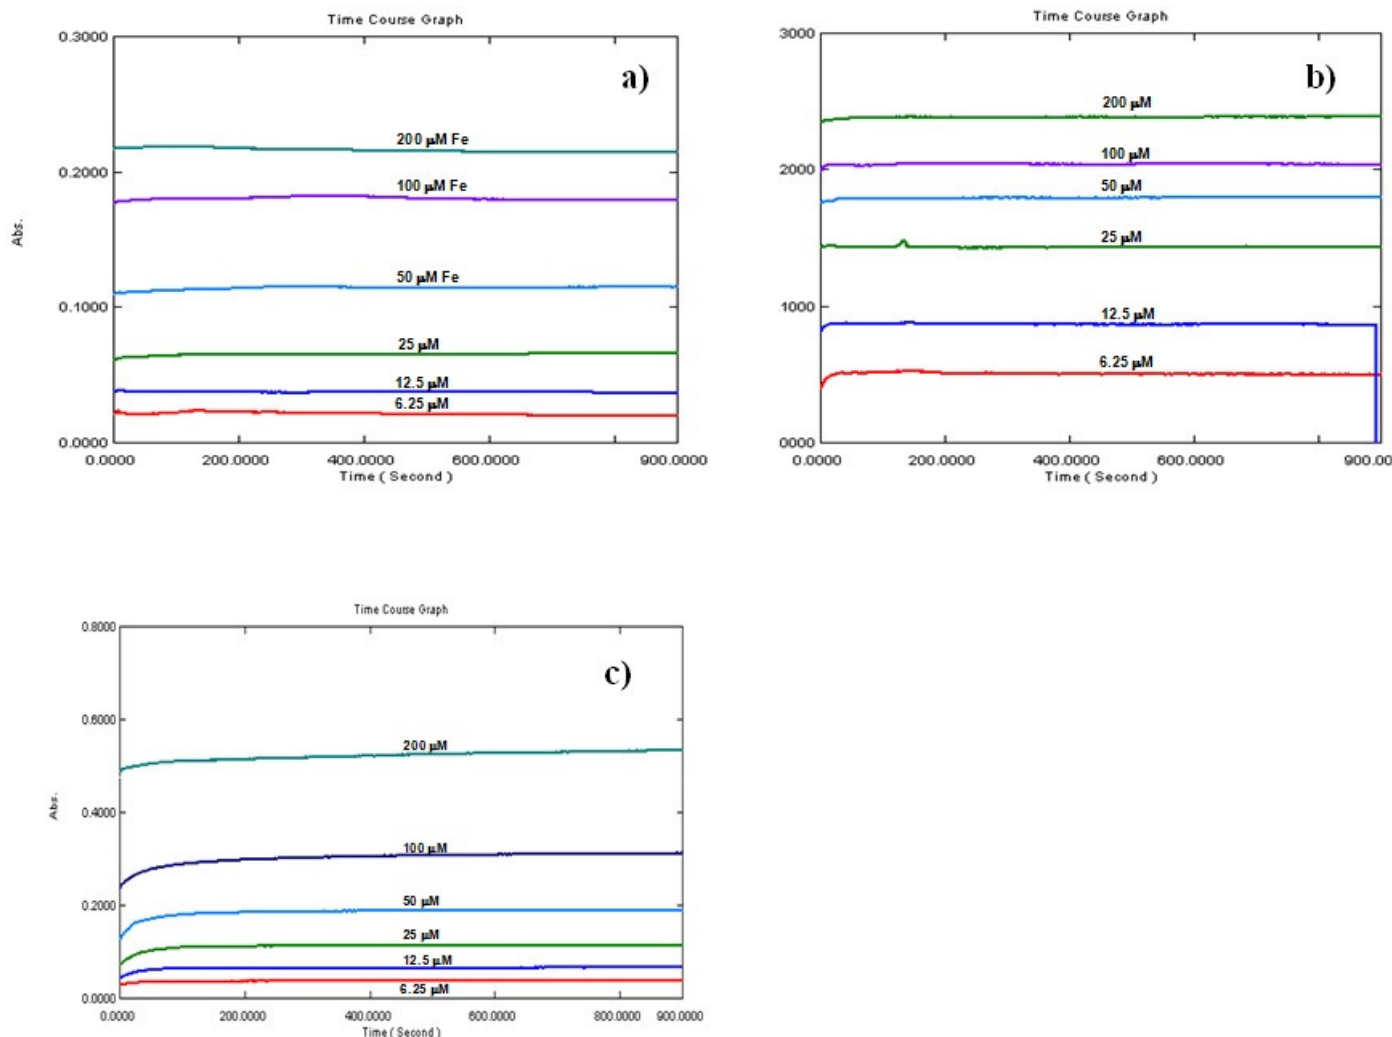 Time Course Graph
a)
0.3000
200 µM Fe
0.2000
100 µM Fe
Abs.
50 µM Fe
0.1000
25 µM
12.5 µM
6.25 µM
0.0000
0.0000 200.0000 400.0000 600.0000 900.0000
Time ( Second )
Time Course Graph
b)
3000
200 µM
100 µM
2000
50 µM
25 µM
1000
12.5 µM
6.25 µM
0000
0.0000 200.0000 400.0000 600.0000 900.00
Time ( Second )
Time Course Graph
c)
0.8000
0.6000
200 µM
0.4000
Abs.
100 µM
50 µM
0.2000
25 µM
12.5 µM
6.25 µM
0.0000
0.0000 200.0000 400.0000 600.0000 800.0000 900.0000
Time ( Second )